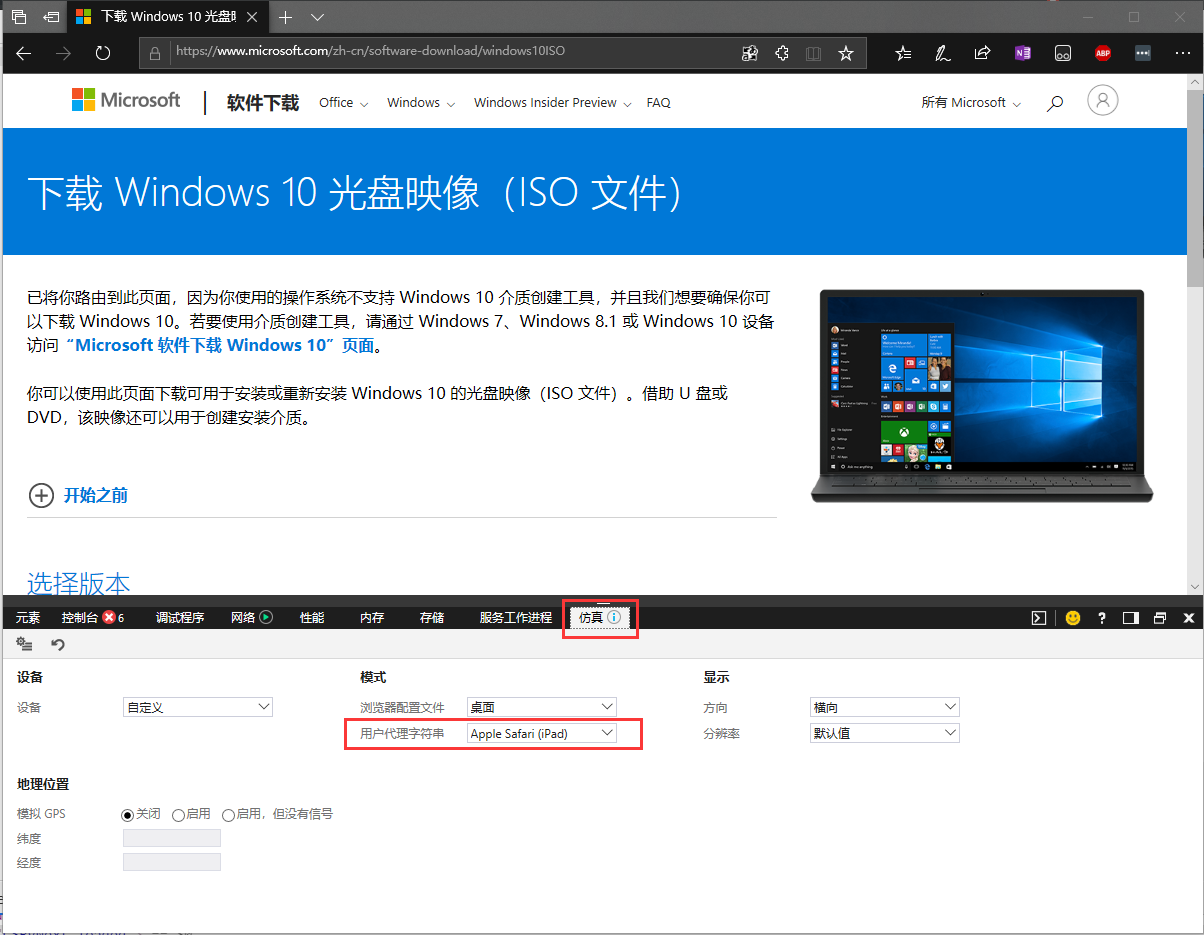 下载 Windows 10 光盘映
https://www.microsoft.com/zh-cn/software-download/windows10ISO
N
ABP
Microsoft 软件下载 Office Windows Windows Insider Preview FAQ 所有 Microsoft
下载 Windows 10 光盘映像（ISO 文件）
已将你路由到此页面，因为你使用的操作系统不支持 Windows 10 介质创建工具，并且我们想要确保你可
以下载 Windows 10。若要使用介质创建工具，请通过 Windows 7、Windows 8.1 或 Windows 10 设备
访问“Microsoft 软件下载 Windows 10”页面。
你可以使用此页面下载可用于安装或重新安装 Windows 10 的光盘映像（ISO 文件）。借助 U 盘或
DVD，该映像还可以用于创建安装介质。
开始之前
选择版本
元素 控制台 6 调试程序 网络 性能 内存 存储 服务工作进程 仿真
设备 模式 显示
设备 自定义 浏览器配置文件 桌面 方向 横向
用户代理字符串 Apple Safari (iPad) 分辨率 默认值
地理位置
模拟 GPS 关闭 启用 启用，但没有信号
纬度
经度